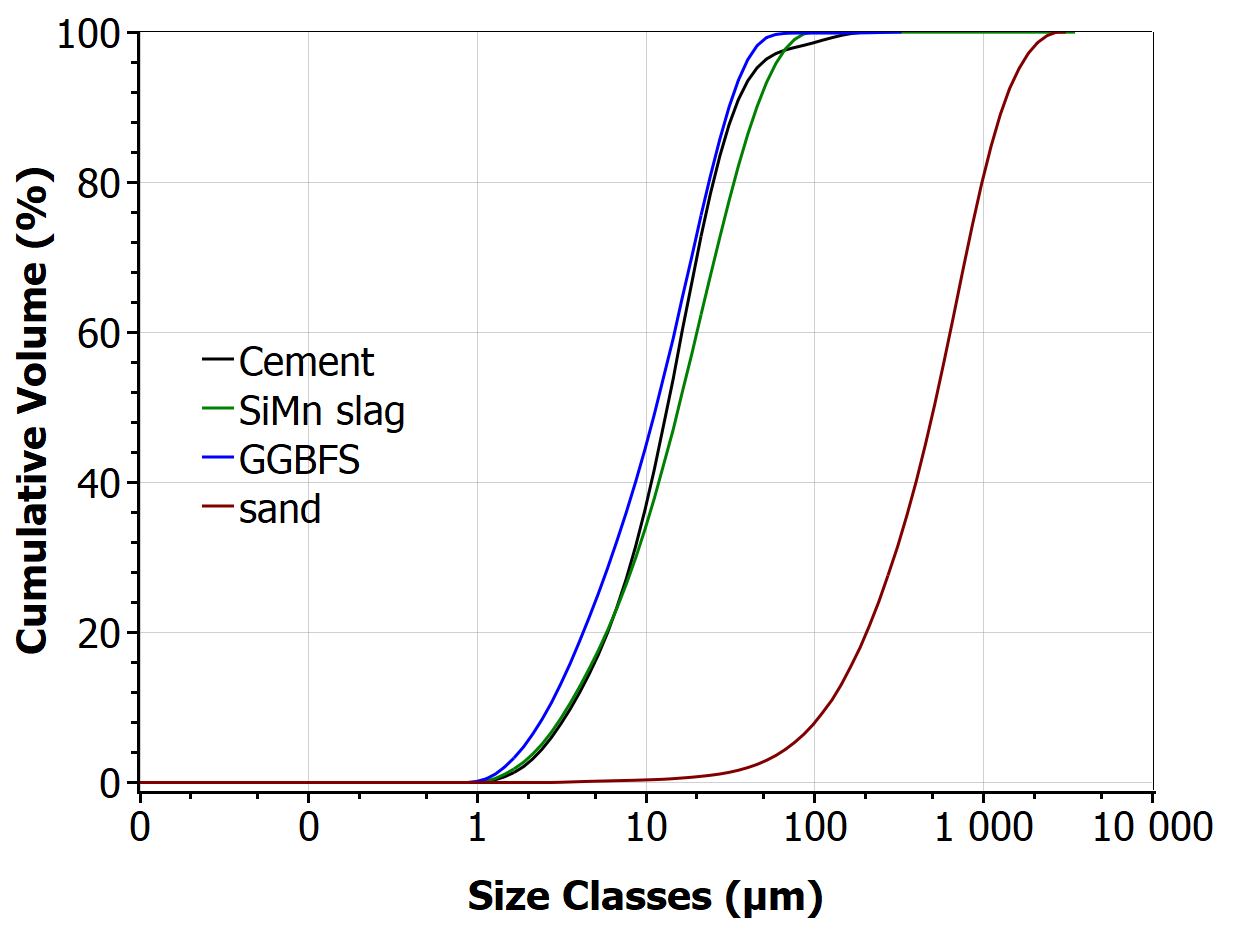 100
80
60
40
20
0
Cumulative Volume (%)
Cement
SiMn slag
GGBFS
sand
0 0 1 10 100 1 000 10 000
Size Classes (µm)